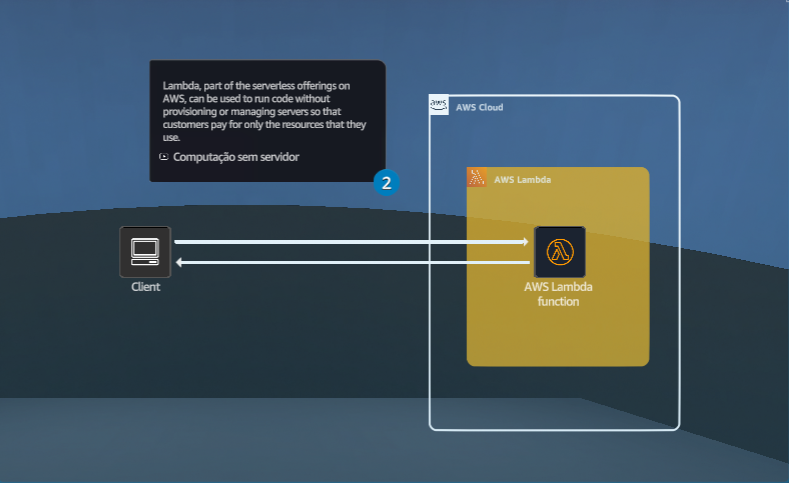 Lambda, part of the serverless offerings on
AWS, can be used to run code without
provisioning or managing servers so that
customers pay for only the resources that they
use.
Computação sem servidor
2
aws
AWS Cloud
AWS Lambda
Client
AWS Lambda
function